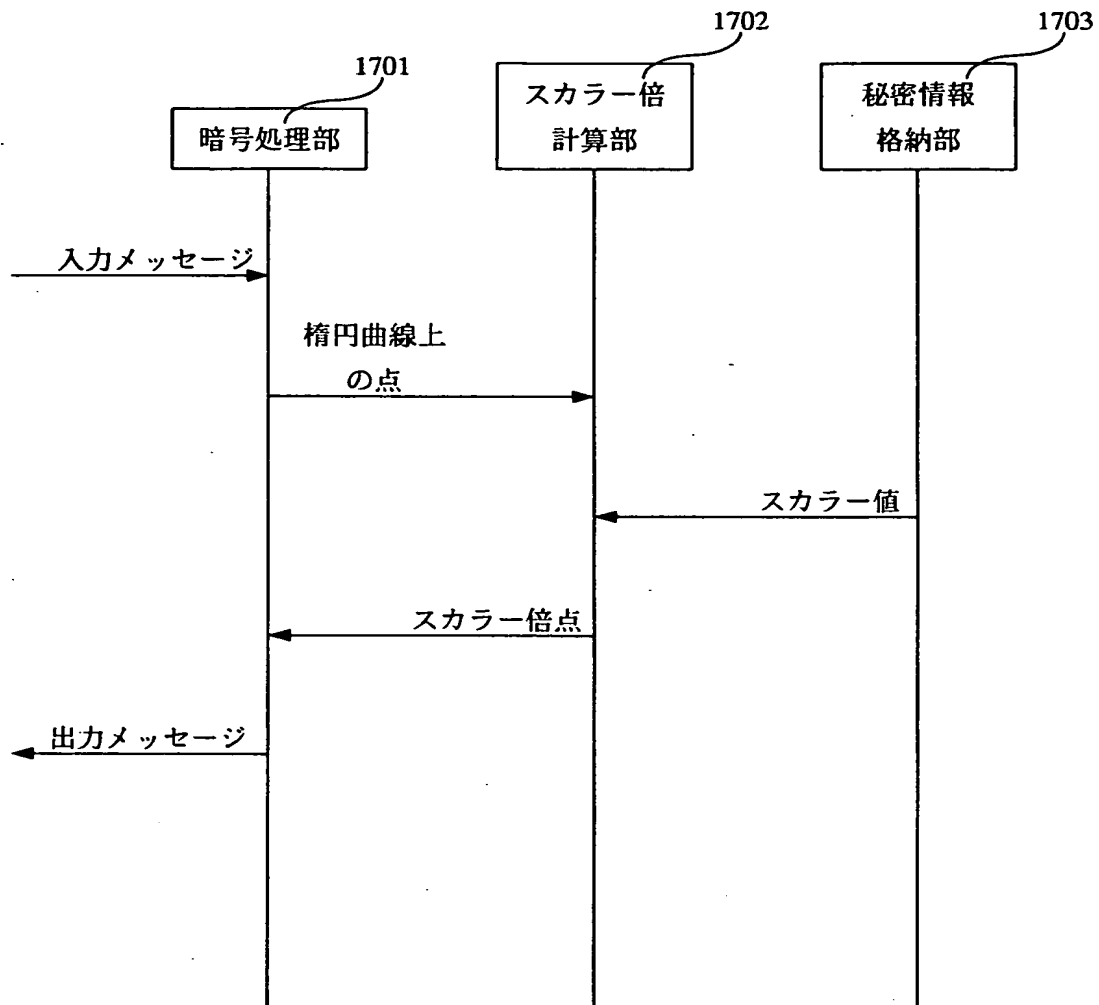 1702
1703
1701
スカラー倍
計算部
秘密情報
格納部
暗号処理部
入力メッセージ
楕円曲線上
の点
スカラー値
スカラー倍点
出力メッセージ